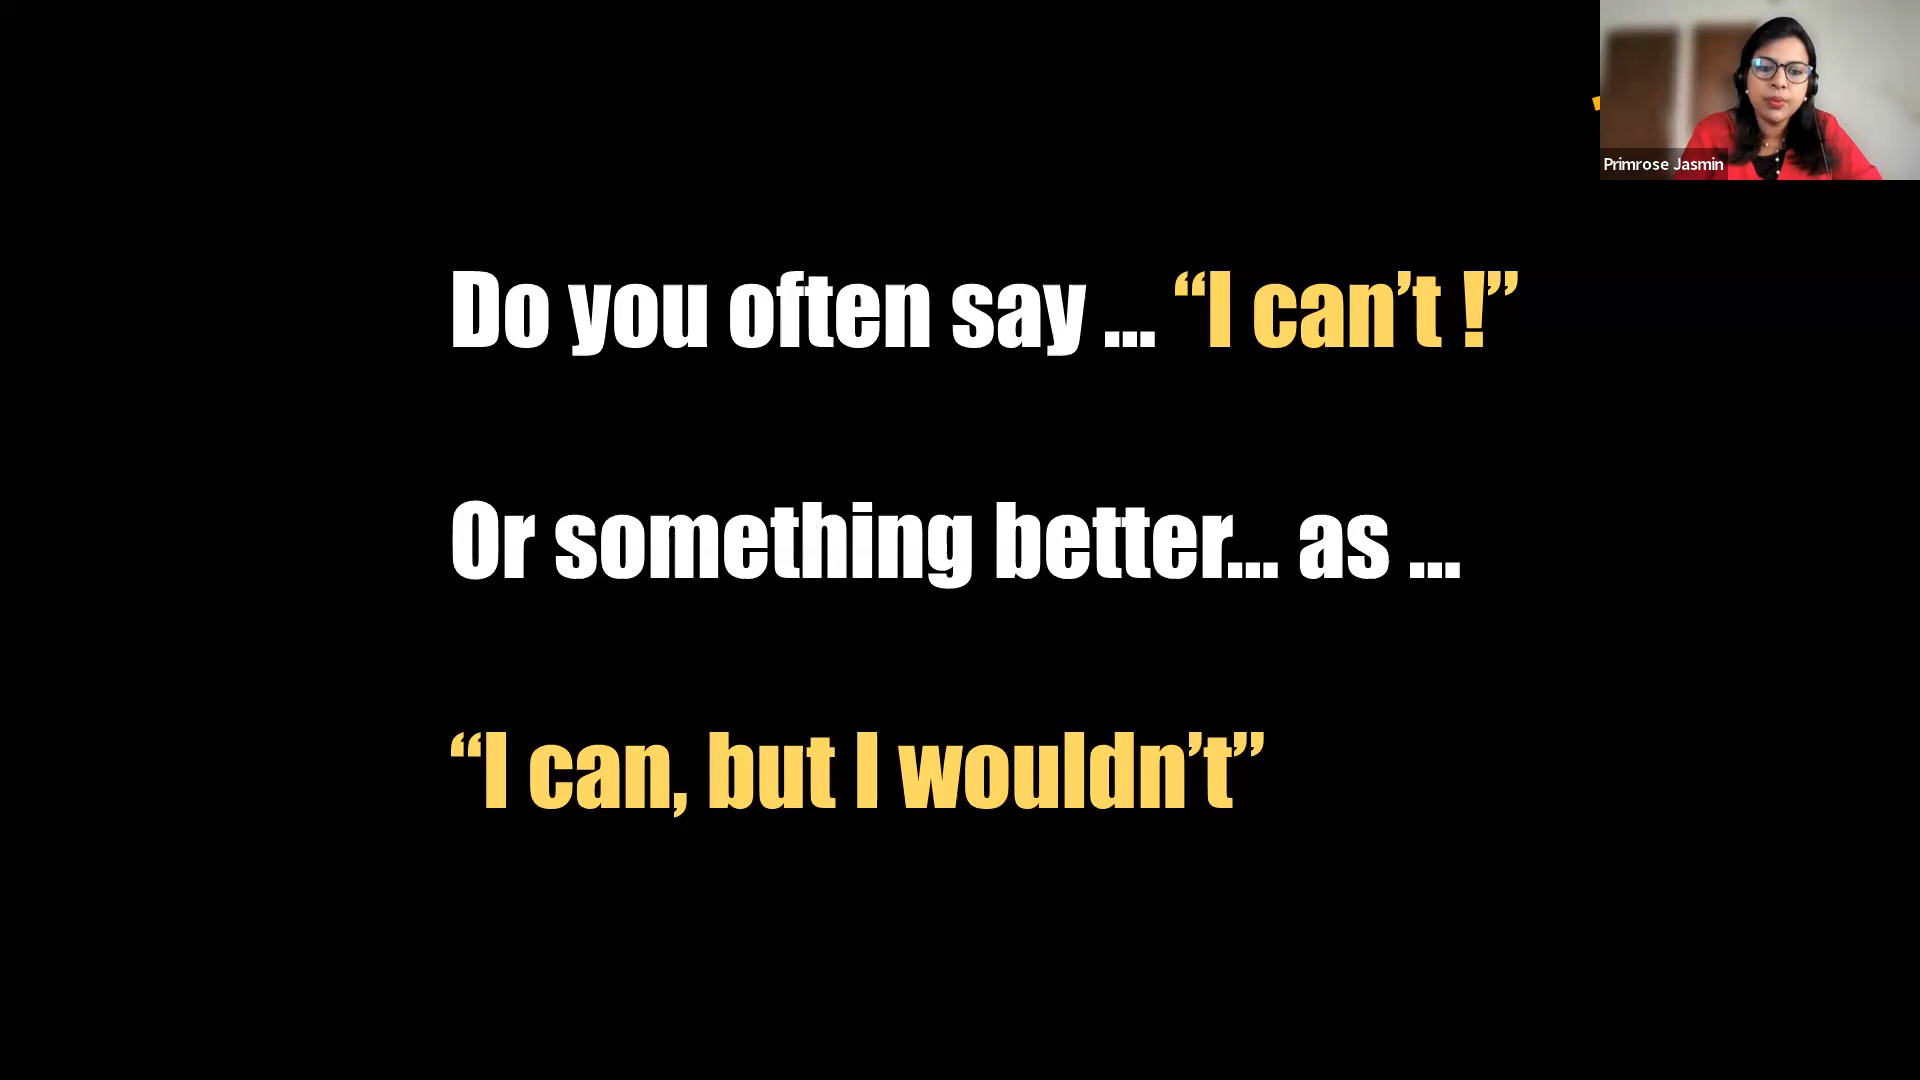 Primrose Jasmin
Do you often say ... “I can’t !”
Or something better... as ...
“I can, but I wouldn’t”